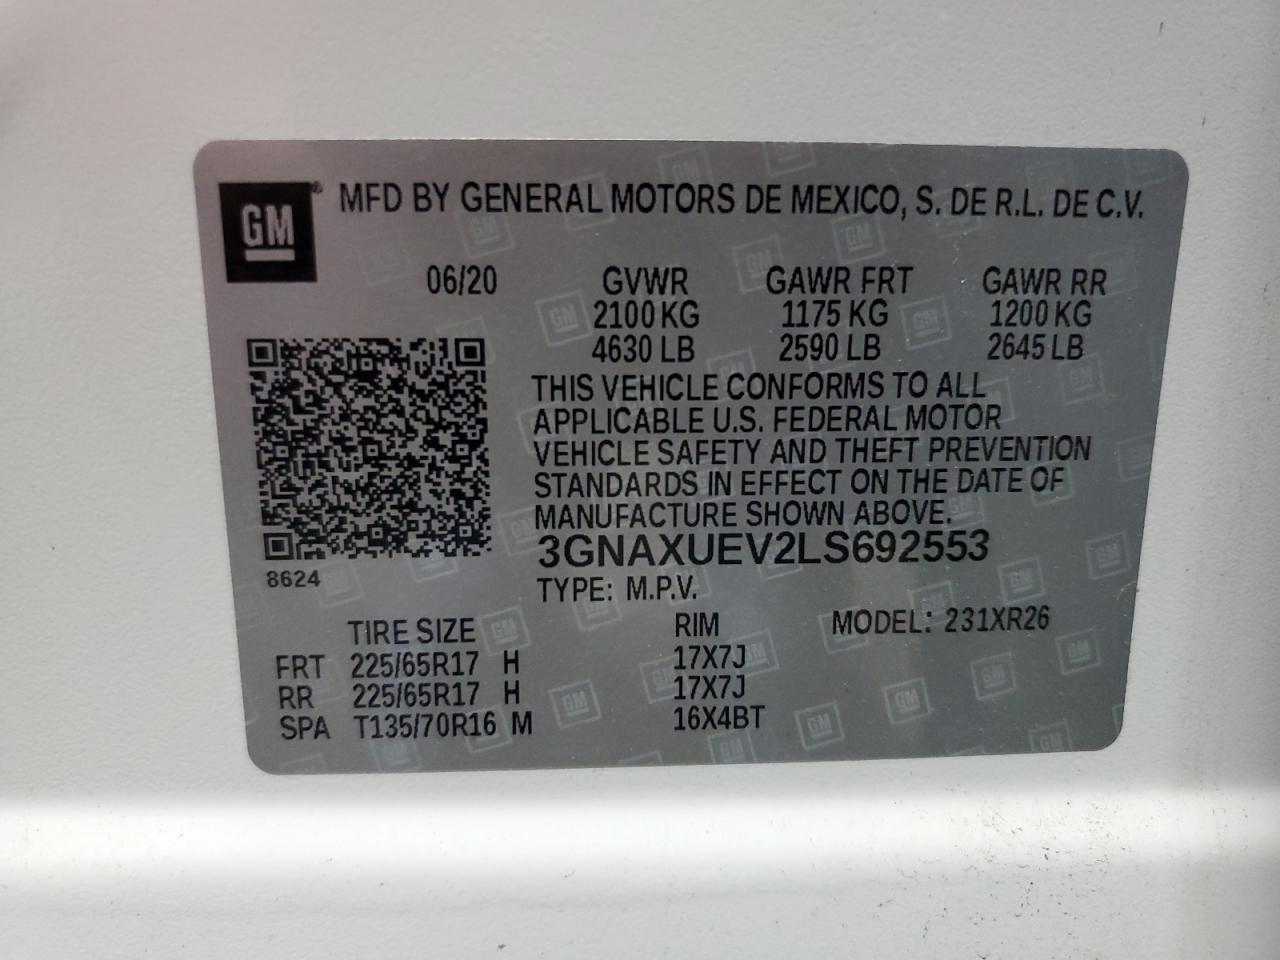 GM ® MFD BY GENERAL MOTORS DE MEXICO, S. DE R.L. DE C.V.
06/20 GVWR GAWR FRT GAWR RR
2100 KG 1175 KG 1200 KG
4630 LB 2590 LB 2645 LB
THIS VEHICLE CONFORMS TO ALL
APPLICABLE U.S. FEDERAL MOTOR
VEHICLE SAFETY AND THEFT PREVENTION
STANDARDS IN EFFECT ON THE DATE OF
MANUFACTURE SHOWN ABOVE.
3GNAXUEV2LS692553
8624
TYPE: M.P.V.
TIRE SIZE RIM MODEL: 231XR26
FRT 225/65R17 H 17X7J
RR 225/65R17 H 17X7J
SPA T135/70R16 M 16X4BT